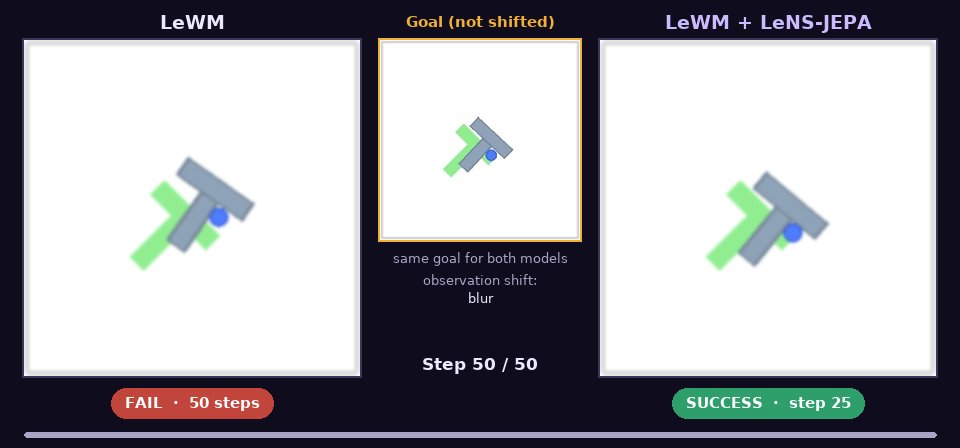 LeWM
Goal (not shifted)
LeWM + LeNS-JEPA
same goal for both models
observation shift:
blur
Step 50 / 50
FAIL · 50 steps
SUCCESS · step 25